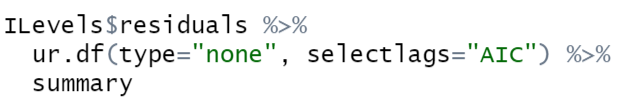 ILevels$residuals %>%
  ur.df(type="none", selectlags="AIC") %>%
  summary